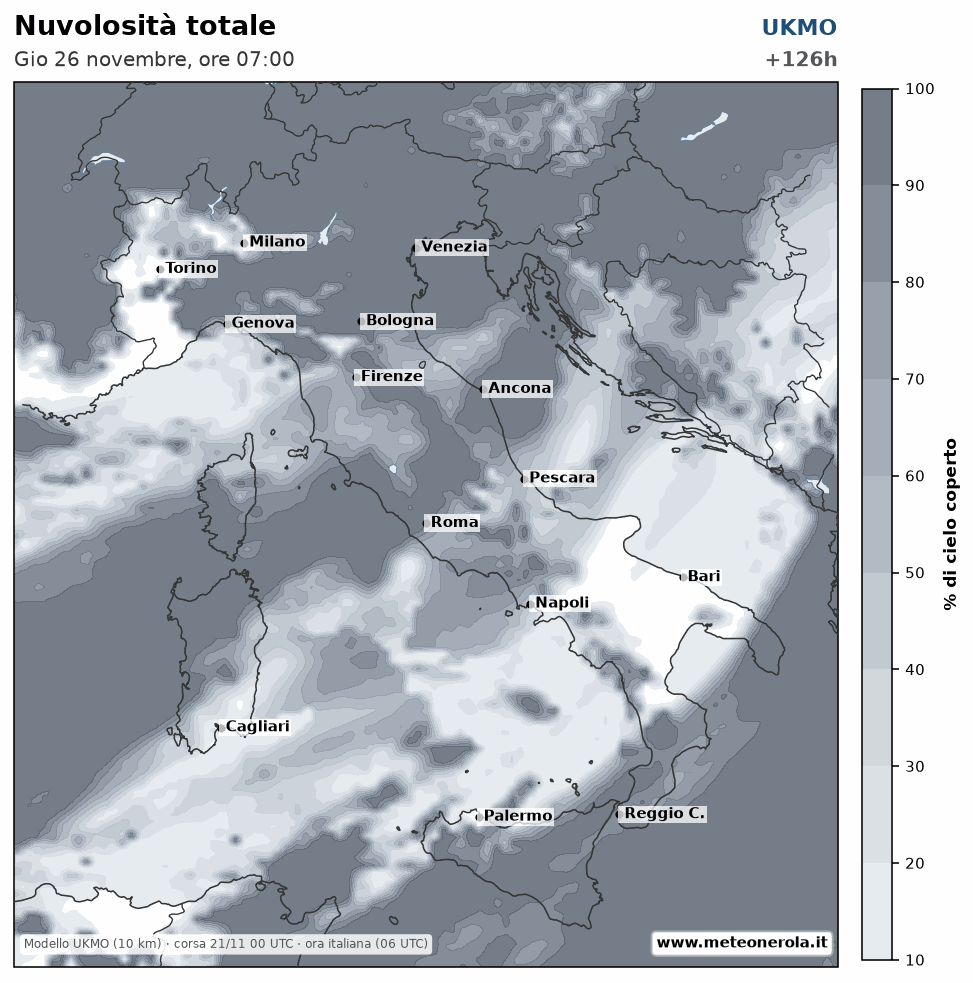 Nuvolosità totale
UKMO
Gio 26 novembre, ore 07:00
+126h
Milano
Venezia
Torino
Genova
Bologna
Firenze
Ancona
Pescara
Roma
Bari
Napoli
Cagliari
Palermo
Reggio C.
100
90
80
70
60
50
40
30
20
10
% di cielo coperto
Modello UKMO (10 km) · corsa 21/11 00 UTC · ora italiana (06 UTC)
www.meteonerola.it